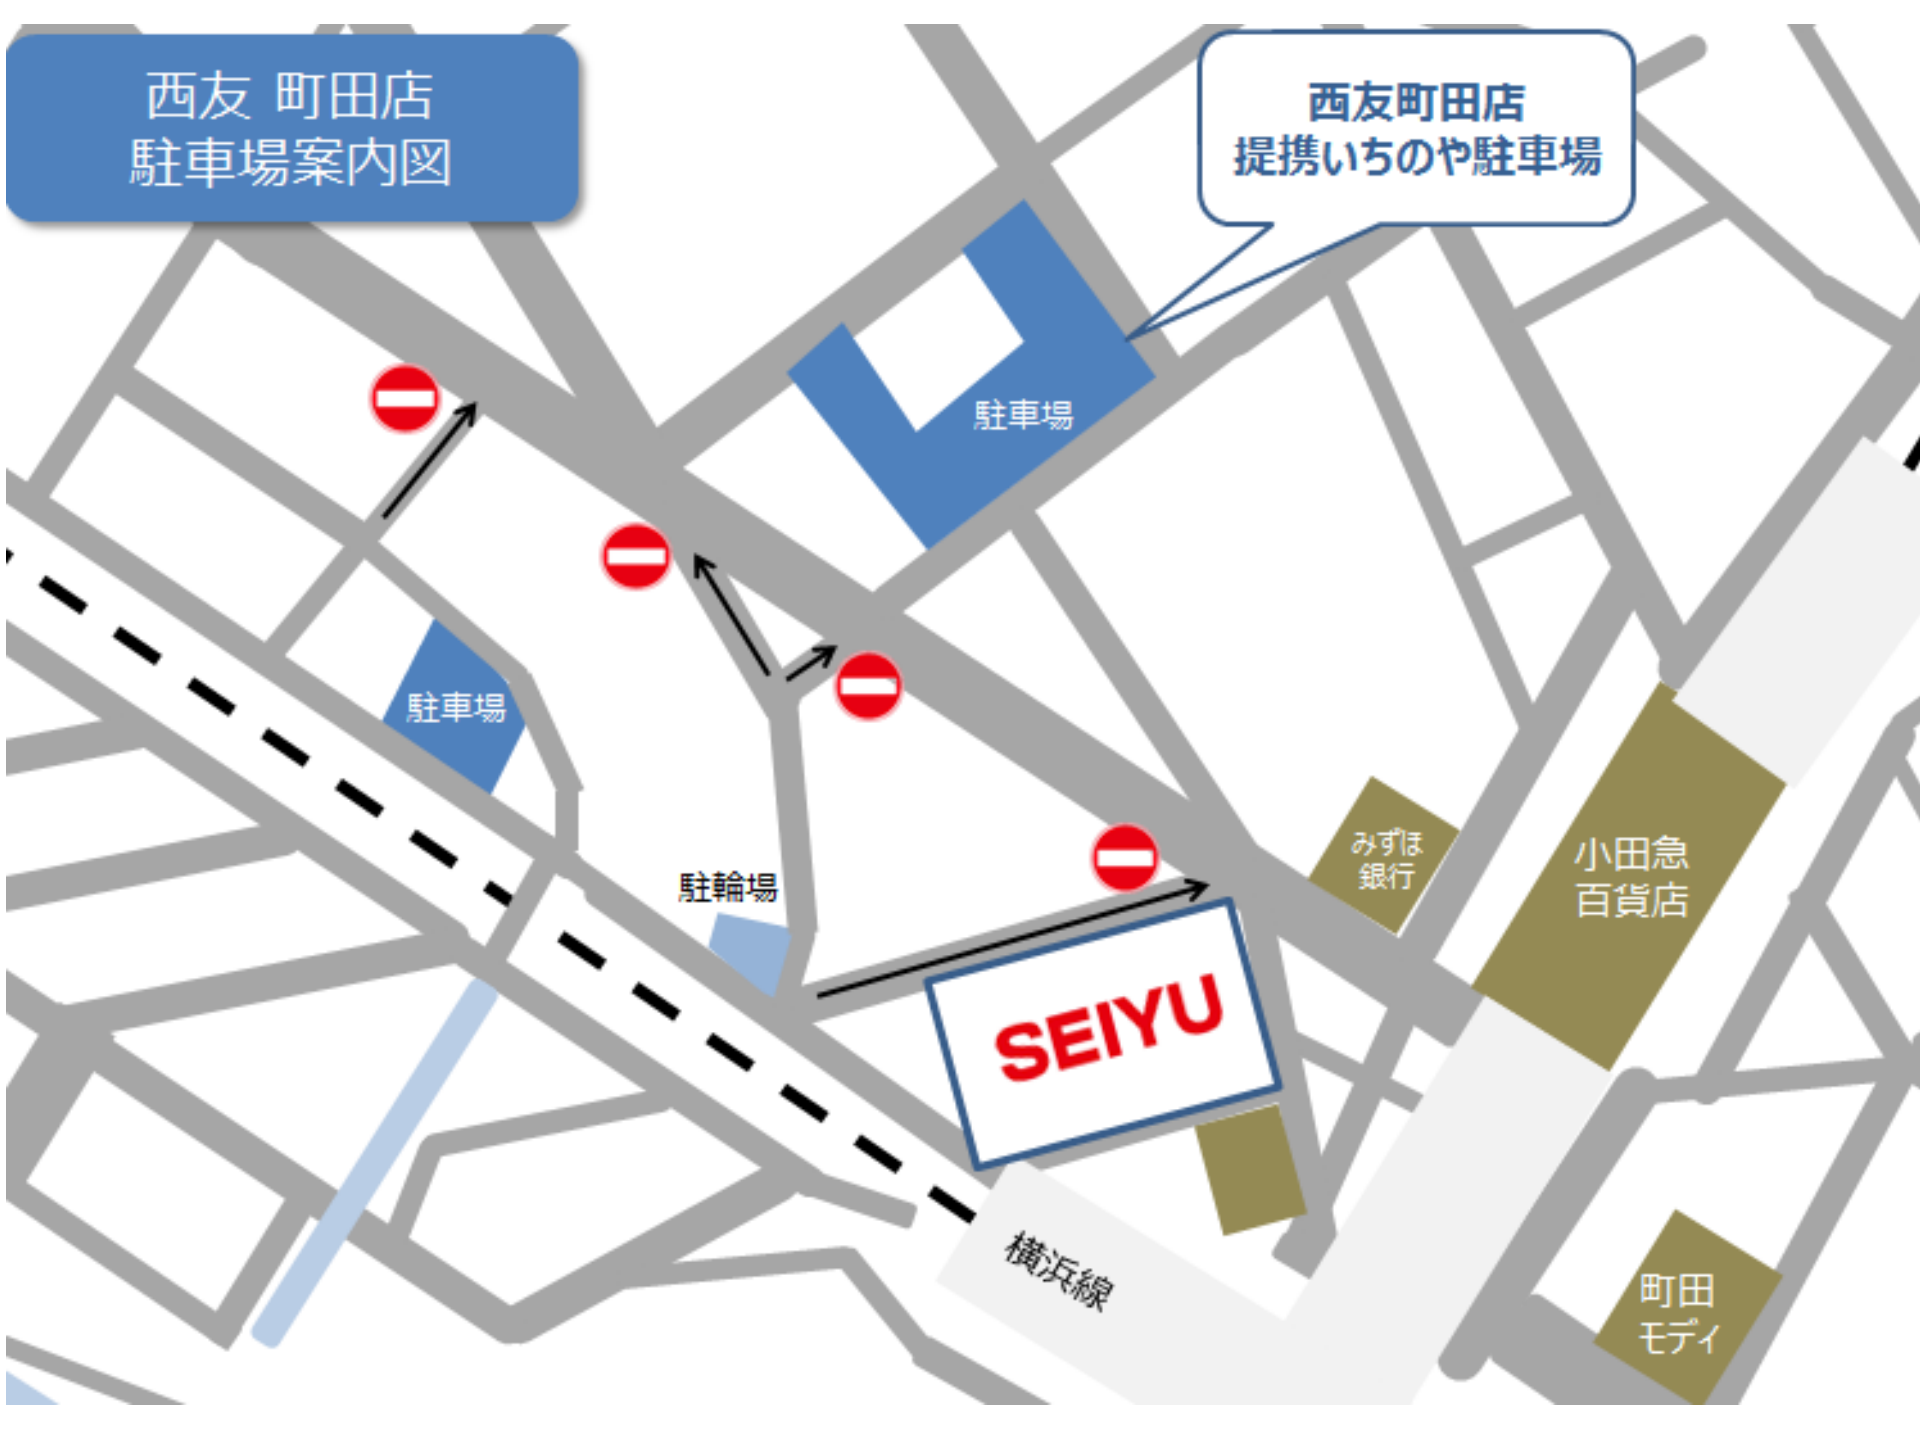 西友 町田店
駐車場案内図
西友町田店
提携いちのや駐車場
駐車場
駐車場
駐輪場
みずほ
銀行
小田急
百貨店
SEIYU
横浜線
町田
モディ